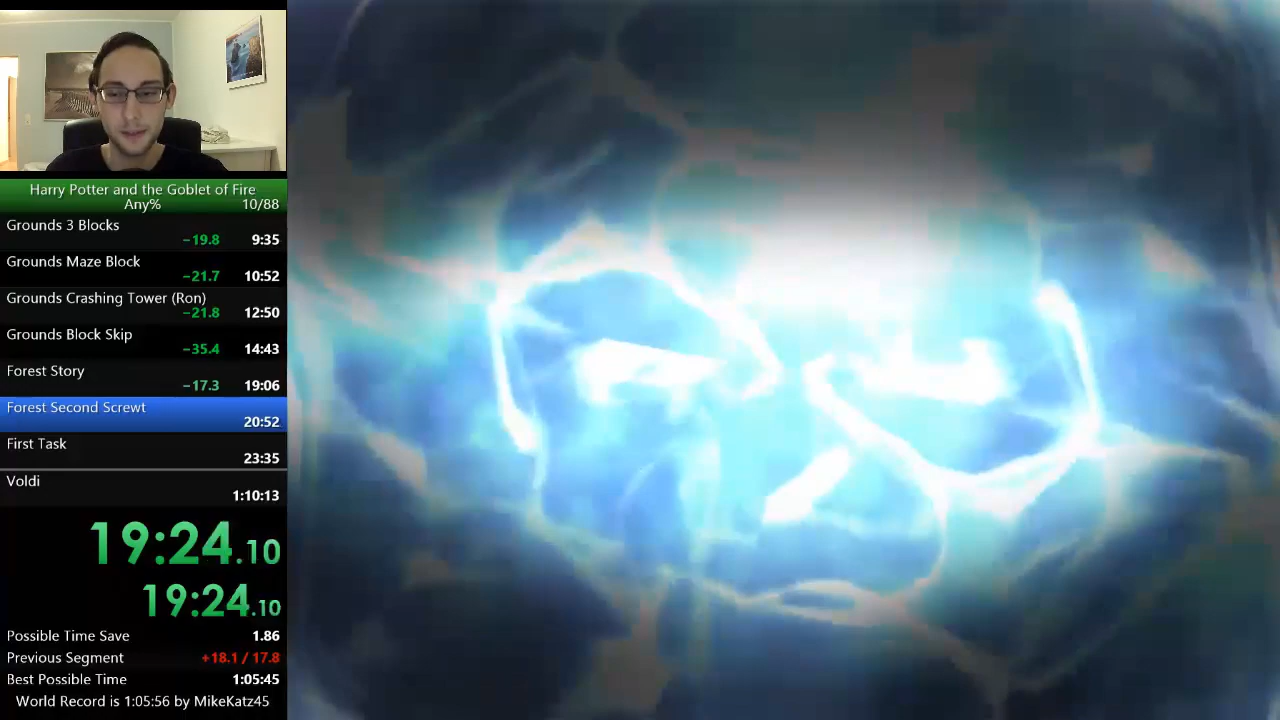 Harry Potter and the Goblet of Fire
Any% 10/88
Grounds 3 Blocks
-19.8 9:35
Grounds Maze Block
-21.7 10:52
Grounds Crashing Tower (Ron)
-21.8 12:50
Grounds Block Skip
-35.4 14:43
Forest Story
-17.3 19:06
Forest Second Screwt
20:52
First Task
23:35
Voldi
1:10:13
19:24.10
19:24.10
Possible Time Save 1.86
Previous Segment +18.1 / 17.8
Best Possible Time 1:05:45
World Record is 1:05:56 by MikeKatz45